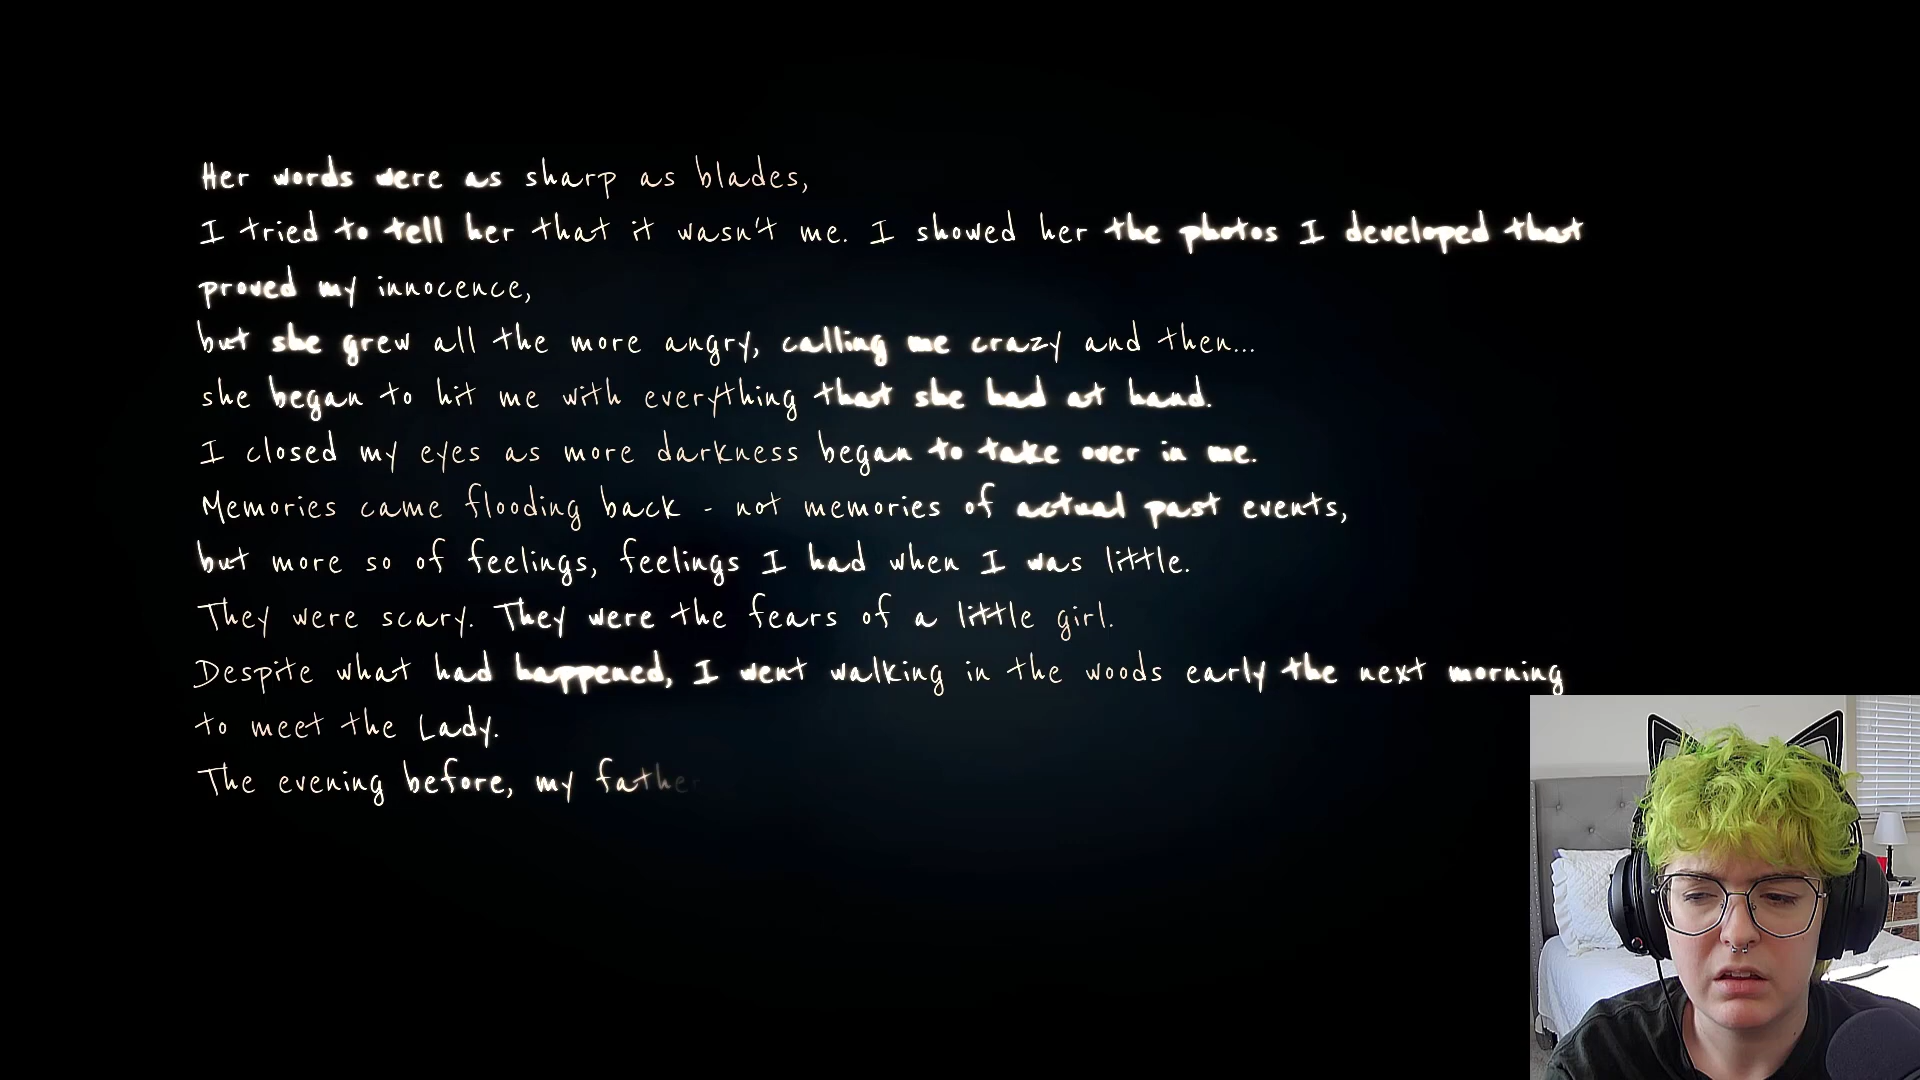 Her words were as sharp as blades,
I tried to tell her that it wasn't me. I showed her the photos I developed that
proved my innocence,
but she grew all the more angry, calling me crazy and then...
she began to hit me with everything that she had at hand.
I closed my eyes as more darkness began to take over in me.
Memories came flooding back - not memories of actual past events,
but more so of feelings, feelings I had when I was little.
They were scary. They were the fears of a little girl.
Despite what had happened, I went walking in the woods early the next morning
to meet the Lady.
The evening before, my father